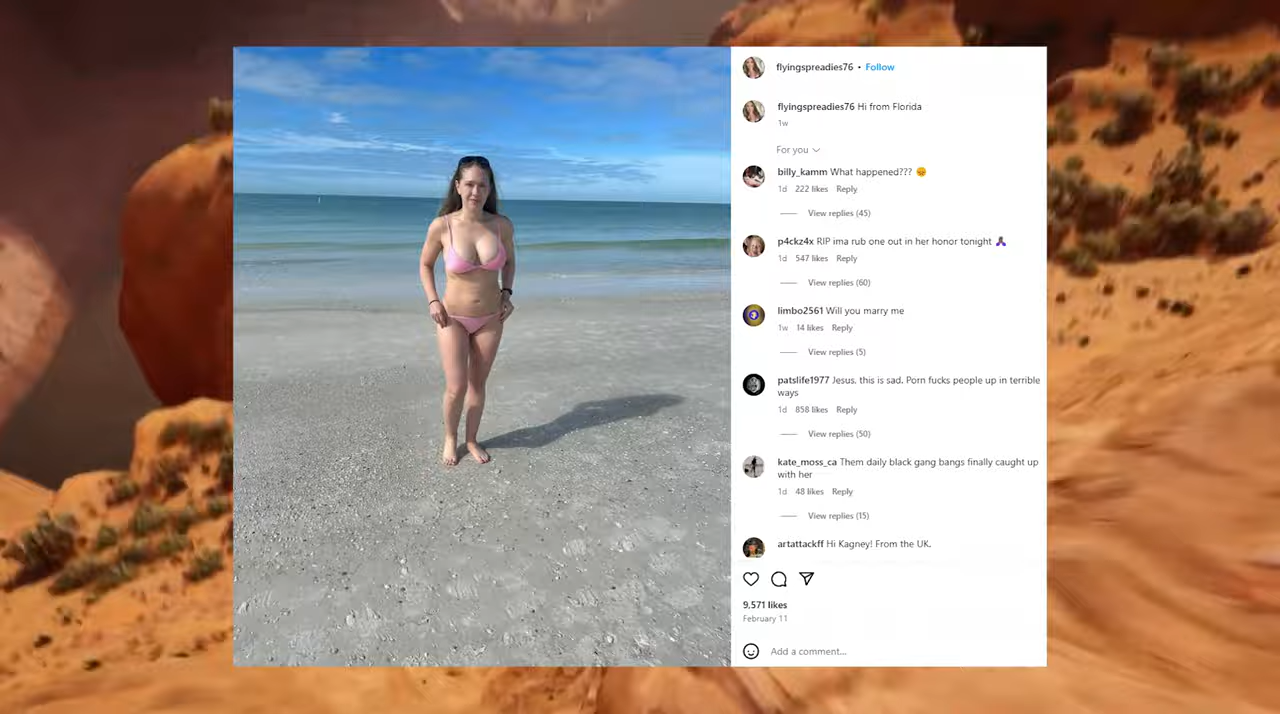 flyingspreadies76 • Follow
flyingspreadies76 Hi from Florida
1w
For you
billy_kamm What happened??? 😡
1d 222 likes Reply
View replies (45)
p4ckz4x RIP ima rub one out in her honor tonight
1d 547 likes Reply
View replies (60)
limbo2561 Will you marry me
1w 14 likes Reply
View replies (5)
patslife1977 Jesus, this is sad. Porn fucks people up in terrible
ways
1d 858 likes Reply
View replies (50)
kate_moss_ca Them daily black gang bangs finally caught up
with her
1d 48 likes Reply
View replies (15)
artattackff Hi Kagney! From the UK.
9,571 likes
February 11
Add a comment...